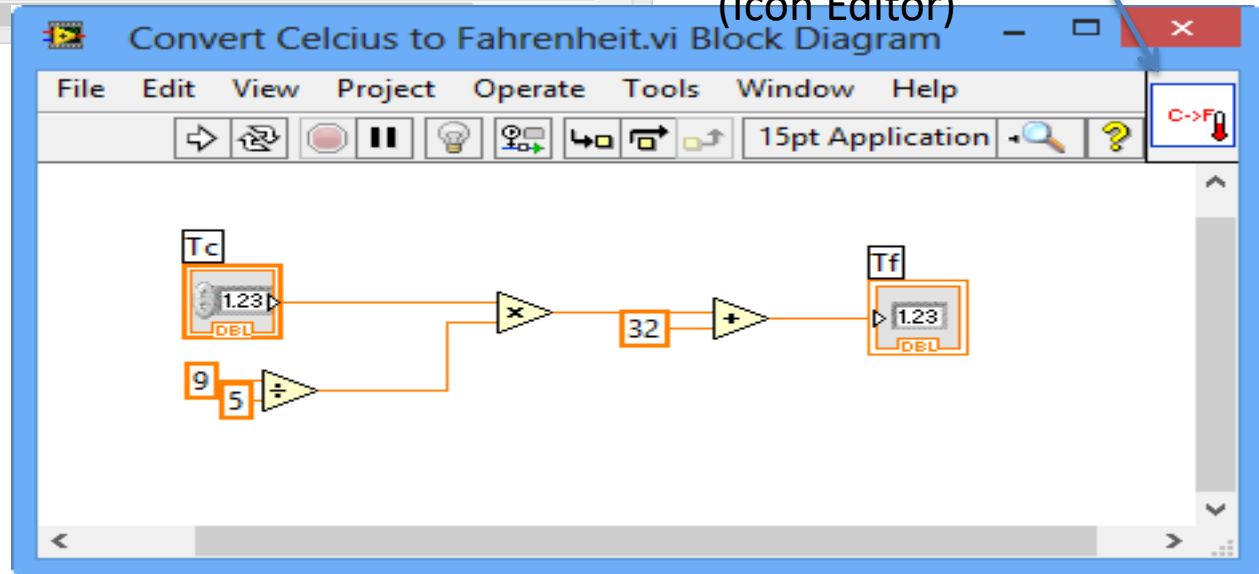 (Icon Editor)
Convert Celcius to Fahrenheit.vi Block Diagram
File Edit View Project Operate Tools Window Help
15pt Application
C->F
Tc
1.23
DBL
9
5
÷
×
32
+
Tf
1.23
DBL